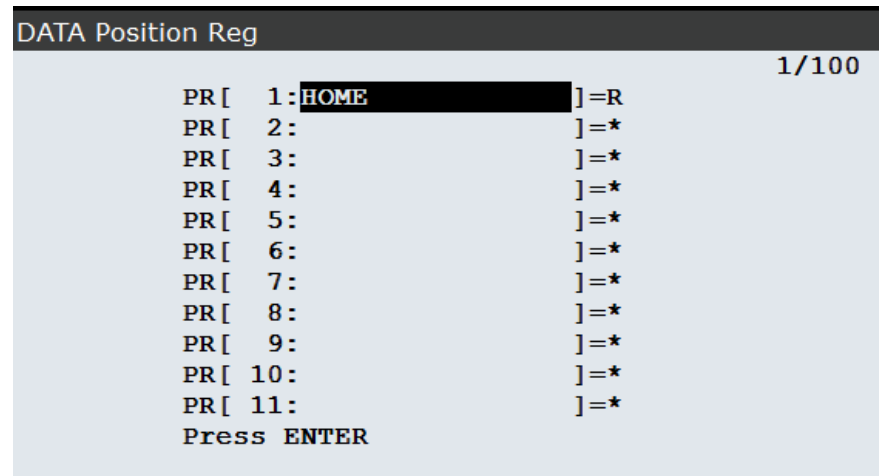 DATA Position Reg
1/100
PR[  1:HOME             ]=R
PR[  2:                 ]=*
PR[  3:                 ]=*
PR[  4:                 ]=*
PR[  5:                 ]=*
PR[  6:                 ]=*
PR[  7:                 ]=*
PR[  8:                 ]=*
PR[  9:                 ]=*
PR[ 10:                 ]=*
PR[ 11:                 ]=*
Press ENTER